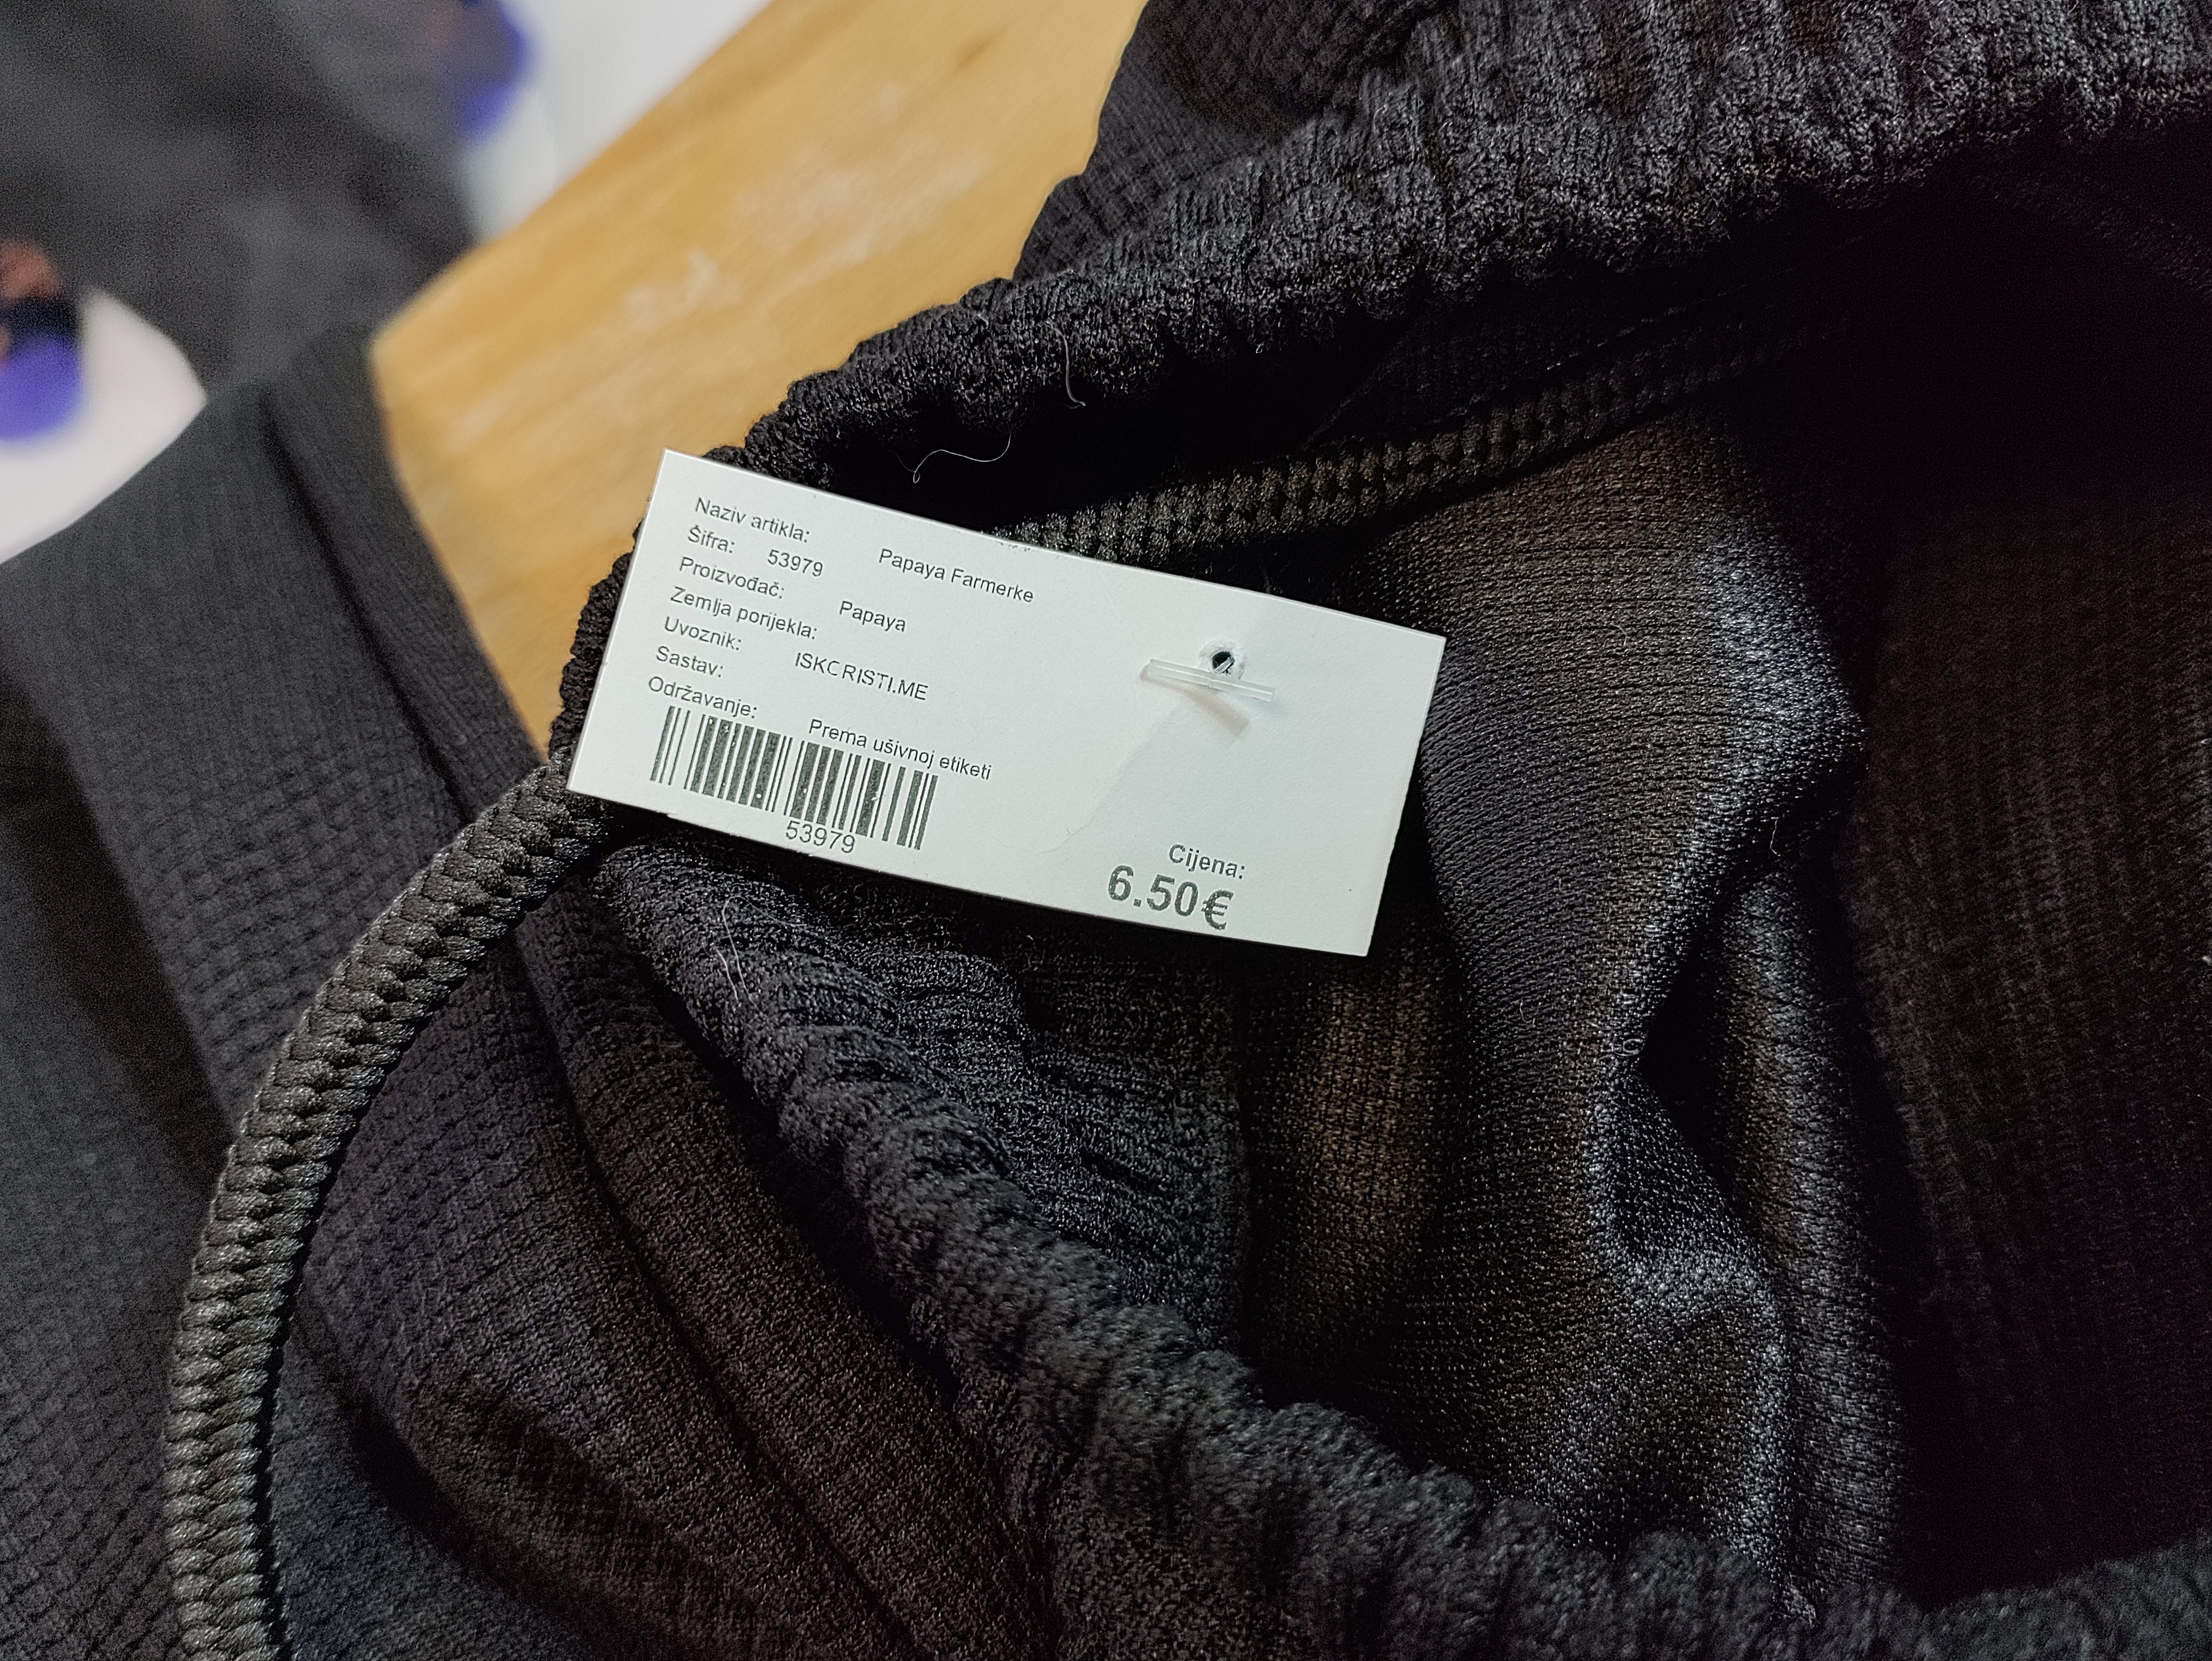 Naziv artikla: Papaya Farmerke
Šifra: 53979
Proizvođač: Papaya
Zemlja porijekla:
Uvoznik: ISKORISTI.ME
Sastav:
Održavanje: Prema ušivnoj etiketi
53979
Cijena:
6.50€